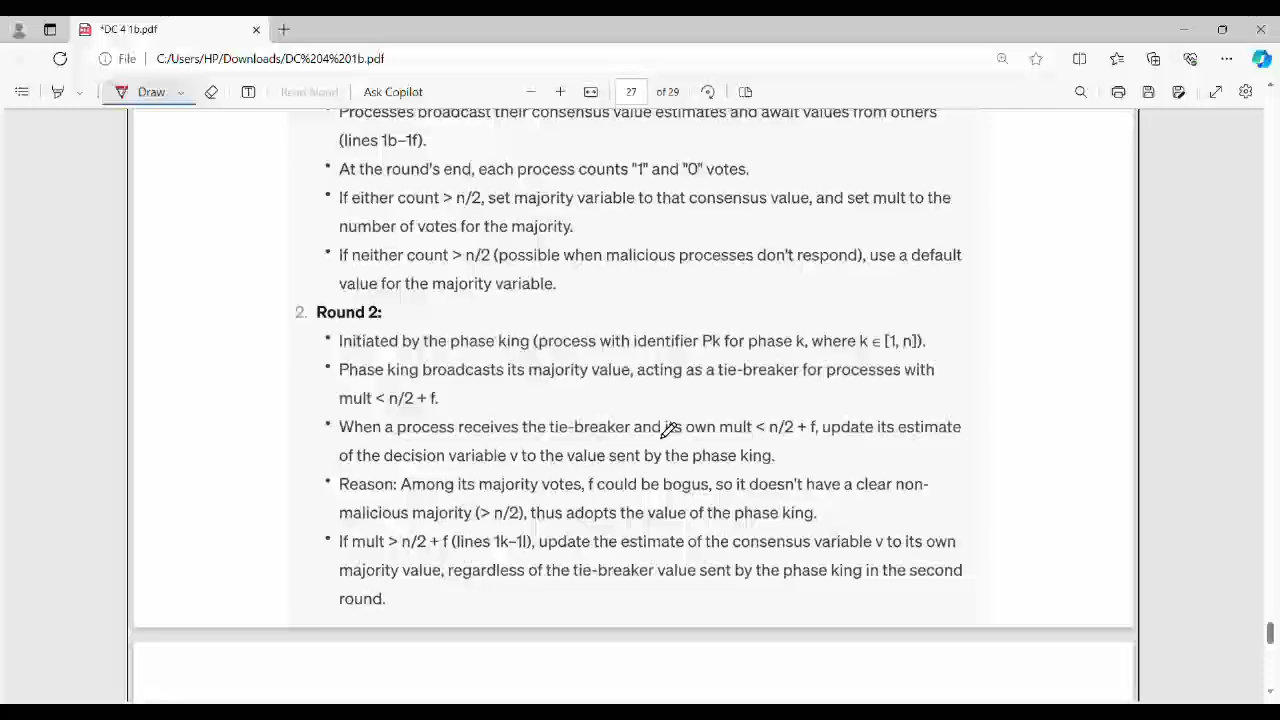 *DC 4 1b.pdf
File
C:/Users/HP/Downloads/DC%204%201b.pdf
Draw
Read aloud
Ask Copilot
27
of 29
Processes broadcast their consensus value estimates and await values from others
(lines 1b–1f).
• At the round's end, each process counts "1" and "0" votes.
• If either count > n/2, set majority variable to that consensus value, and set mult to the
number of votes for the majority.
• If neither count > n/2 (possible when malicious processes don't respond), use a default
value for the majority variable.
2. Round 2:
• Initiated by the phase king (process with identifier Pk for phase k, where k ∈ [1, n]).
• Phase king broadcasts its majority value, acting as a tie-breaker for processes with
mult < n/2 + f.
• When a process receives the tie-breaker and its own mult < n/2 + f, update its estimate
of the decision variable v to the value sent by the phase king.
• Reason: Among its majority votes, f could be bogus, so it doesn't have a clear non-
malicious majority (> n/2), thus adopts the value of the phase king.
• If mult > n/2 + f (lines 1k–1l), update the estimate of the consensus variable v to its own
majority value, regardless of the tie-breaker value sent by the phase king in the second
round.